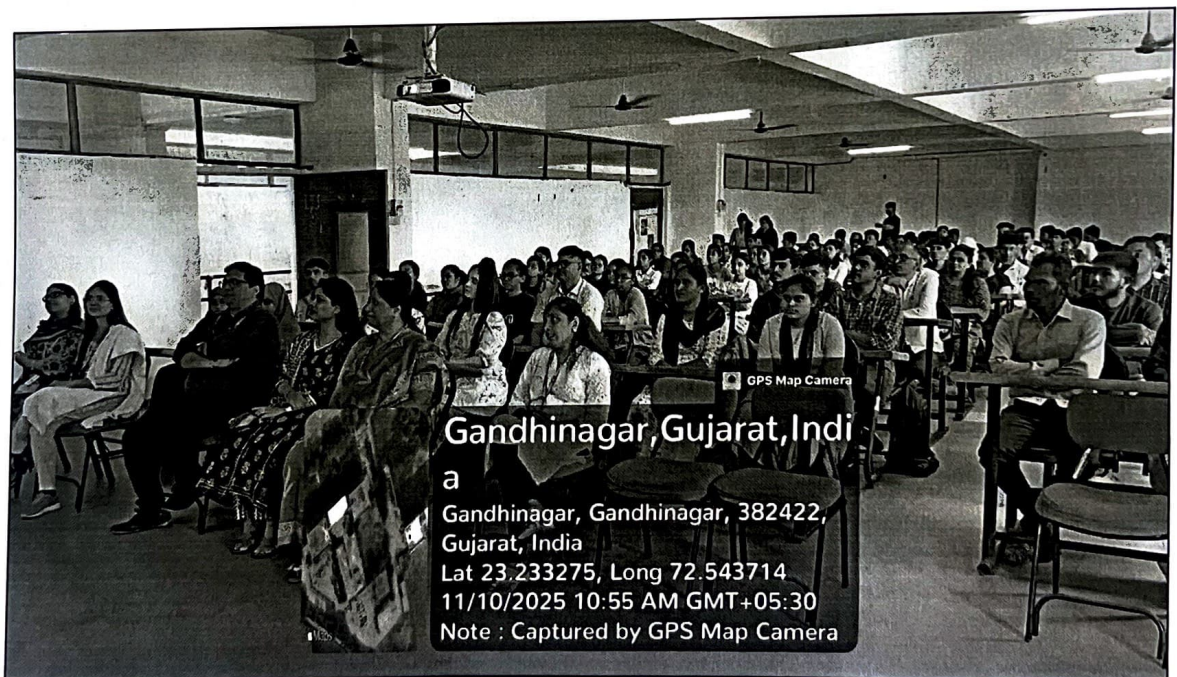 GPS Map Camera
Gandhinagar,Gujarat,Indi
a
Gandhinagar, Gandhinagar, 382422,
Gujarat, India
Lat 23.233275, Long 72.543714
11/10/2025 10:55 AM GMT+05:30
Note : Captured by GPS Map Camera